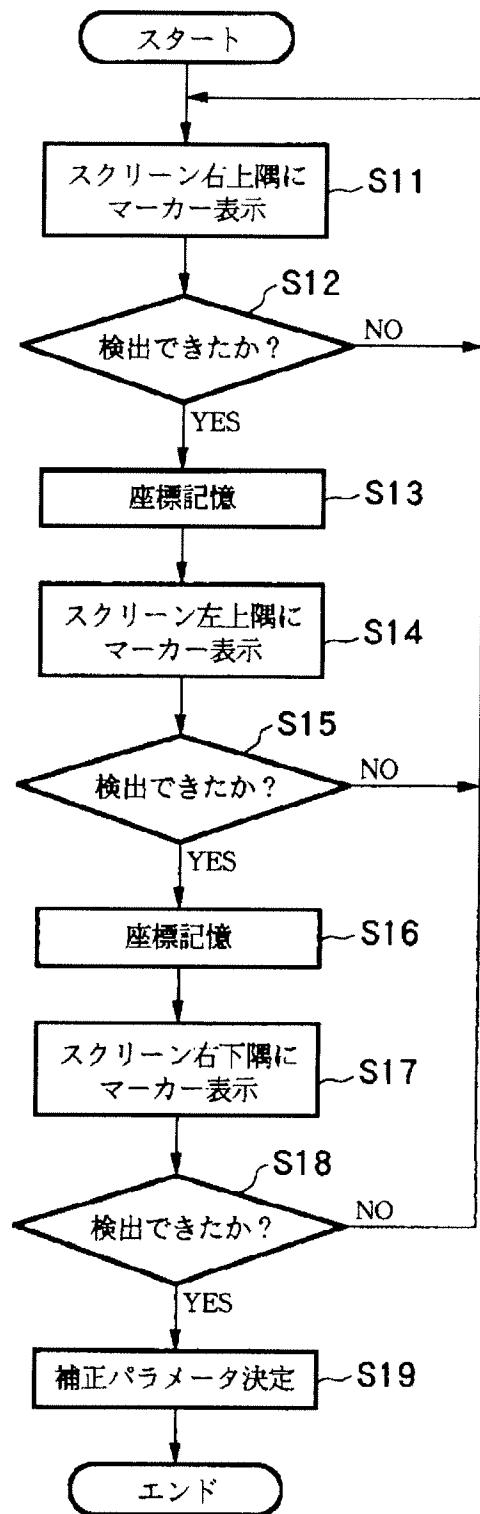 スタート
スクリーン右上隅に
マーカー表示
S11
S12
検出できたか？
NO
YES
座標記憶
S13
スクリーン左上隅に
マーカー表示
S14
S15
検出できたか？
NO
YES
座標記憶
S16
スクリーン右下隅に
マーカー表示
S17
S18
検出できたか？
NO
YES
補正パラメータ決定
S19
エンド